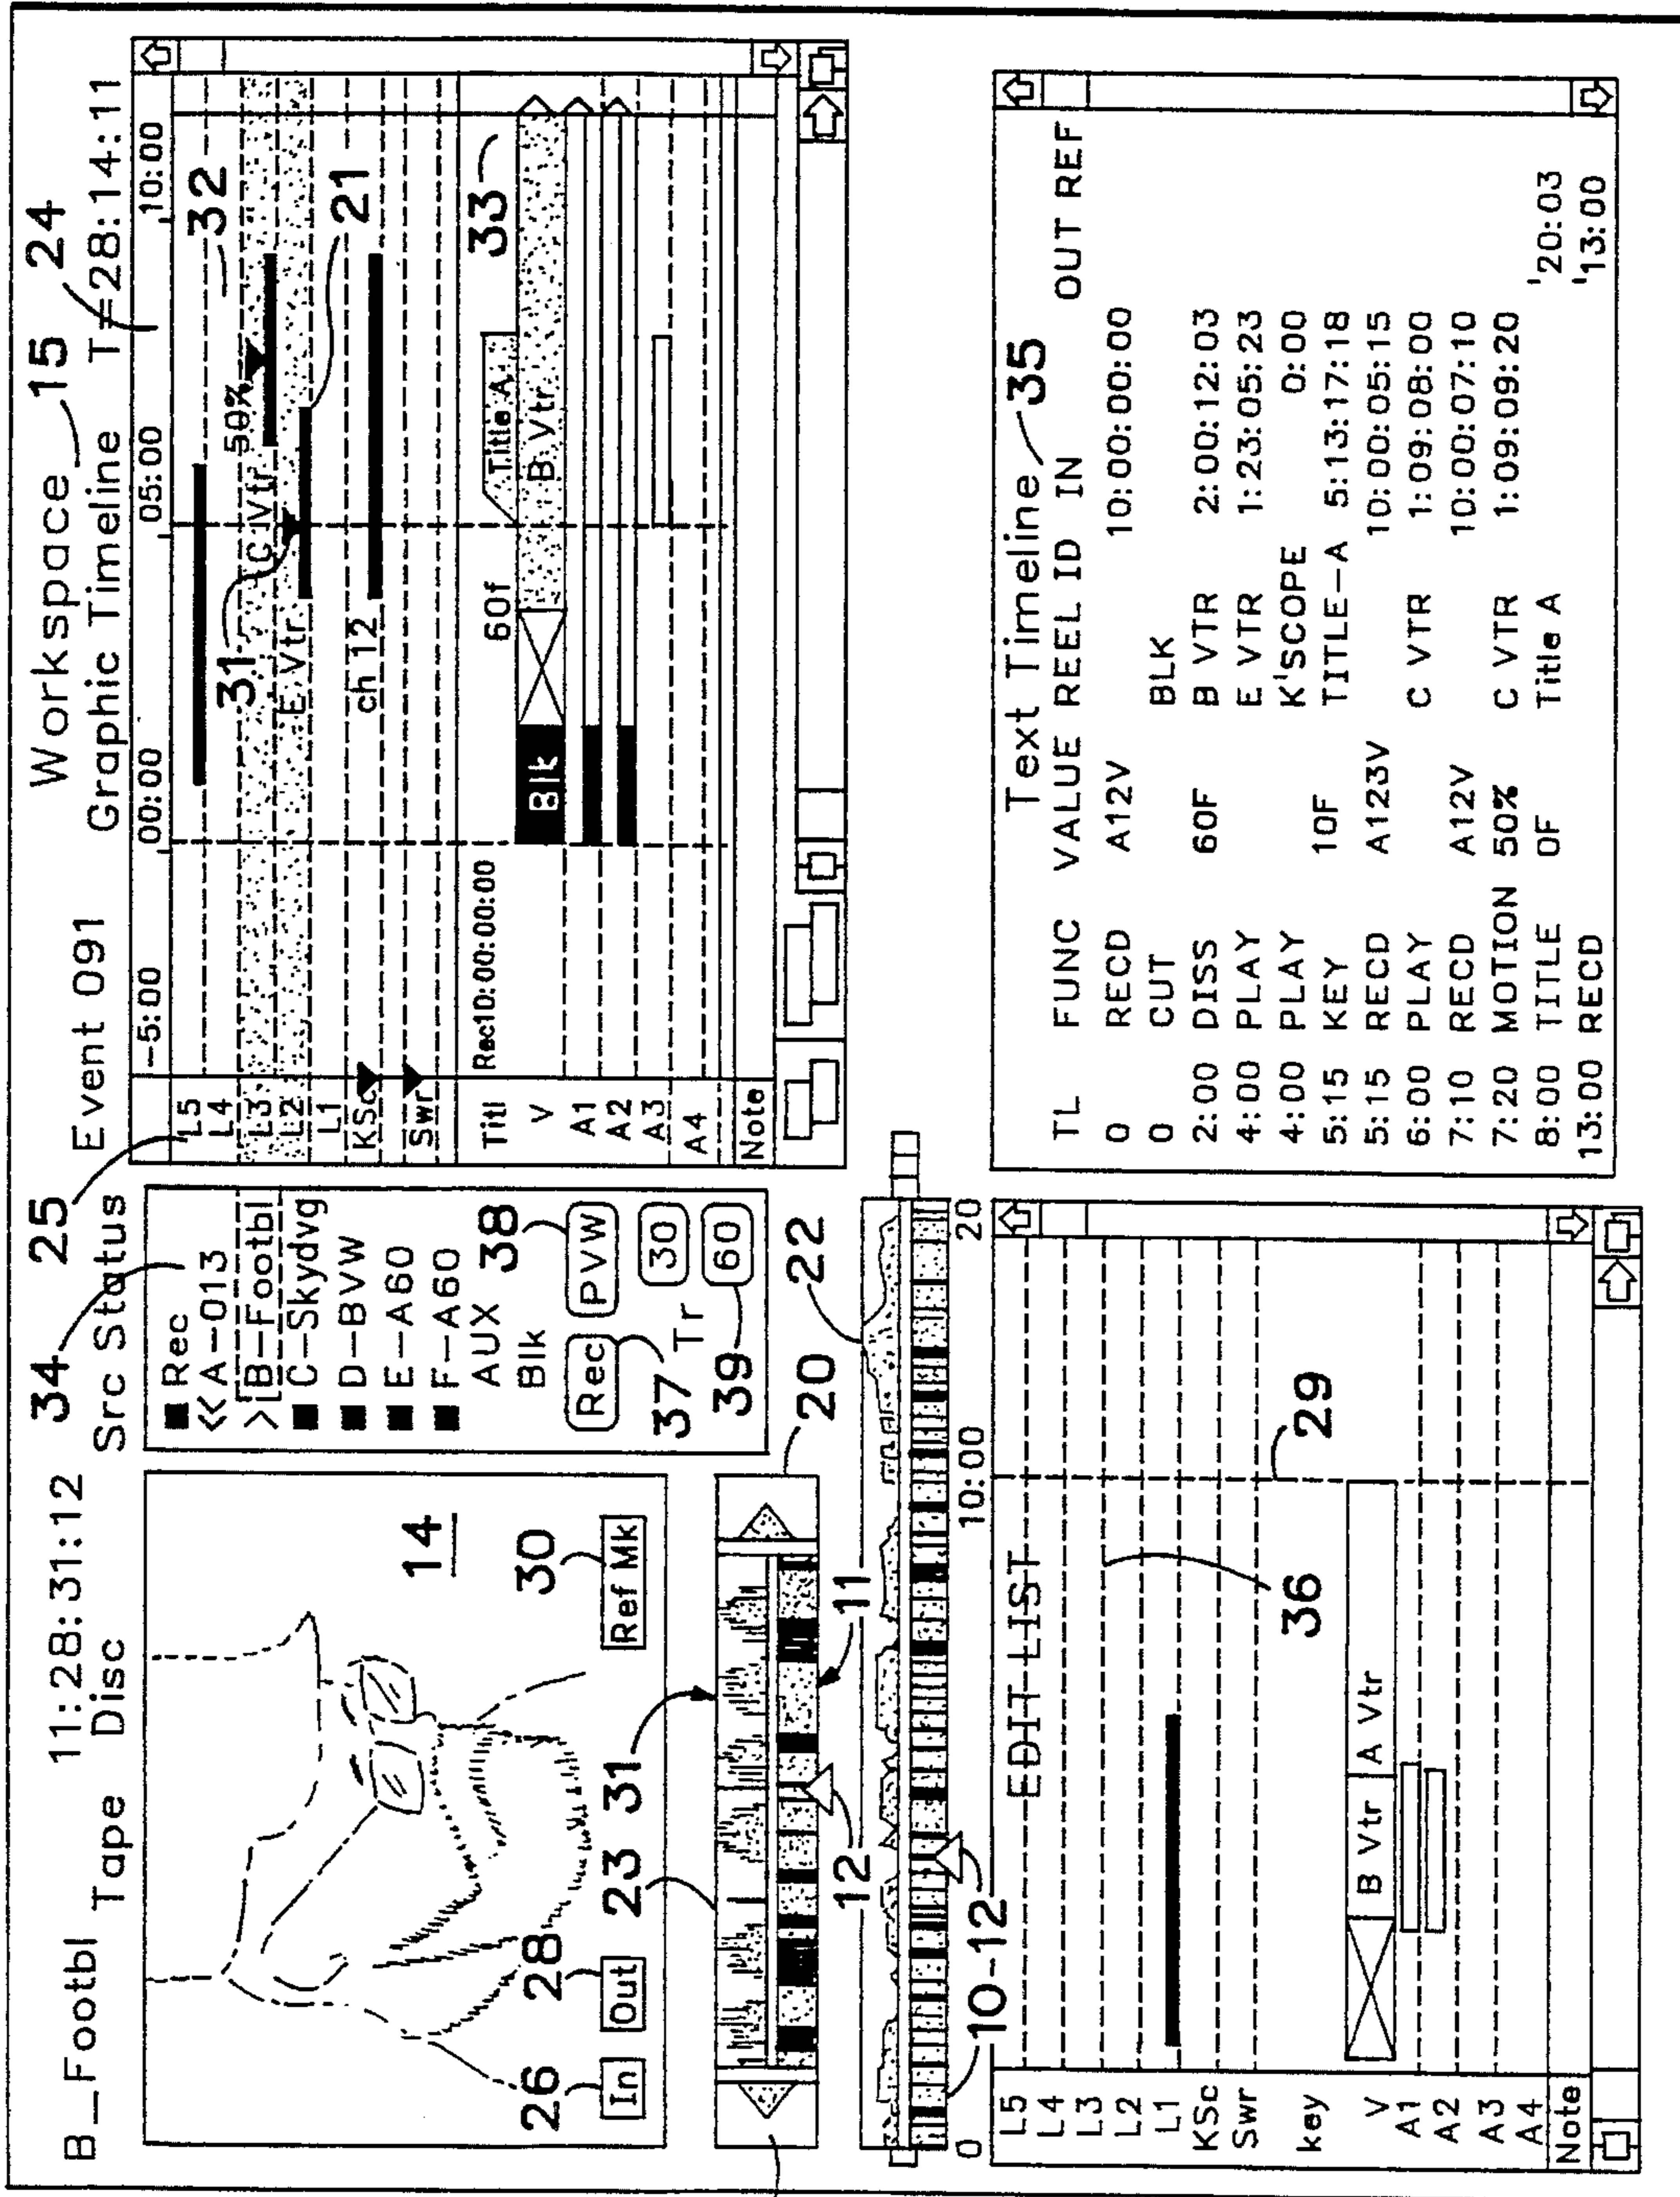 B_Footbl 11:28:31:12
Tape Disc
14
26
In
28
Out
30
Ref Mk
23
31
11
12
20
22
10
12
0
10:00
20
34
25
Src Status
Rec
<<A-013
>[B-Footbl
C-Skydvg
D-BVW
E-A60
F-A60
AUX
Blk
38
Rec
PVW
37
Tr
30
39
60
Event 091
Workspace 15
24
Graphic Timeline T=28:14:11
-5:00
00:00
05:00
10:00
L5
L4
L3
L2
L1
KSc
Swr
31
C Vtr
50%
32
E Vtr
21
ch 12
Rec10:00:00:00
60f
33
Titl
Title A
V
Blk
B Vtr
A1
A2
A3
A4
Note
EDIT LIST
L5
L4
L3
L2
L1
KSc
Swr
36
29
key
V
B Vtr
A Vtr
A1
A2
A3
A4
Note
Text Timeline 35
TL FUNC VALUE REEL ID IN OUT REF
0 RECD A12V 10:00:00:00
0 CUT BLK
2:00 DISS 60F B VTR 2:00:12:03
4:00 PLAY E VTR 1:23:05:23
4:00 PLAY K'SCOPE 0:00
5:15 KEY 10F TITLE-A 5:13:17:18
5:15 RECD A123V 10:00:05:15
6:00 PLAY C VTR 1:09:08:00
7:10 RECD A12V 10:00:07:10
7:20 MOTION 50% C VTR 1:09:09:20
8:00 TITLE 0F Title A '20:03
13:00 RECD '13:00